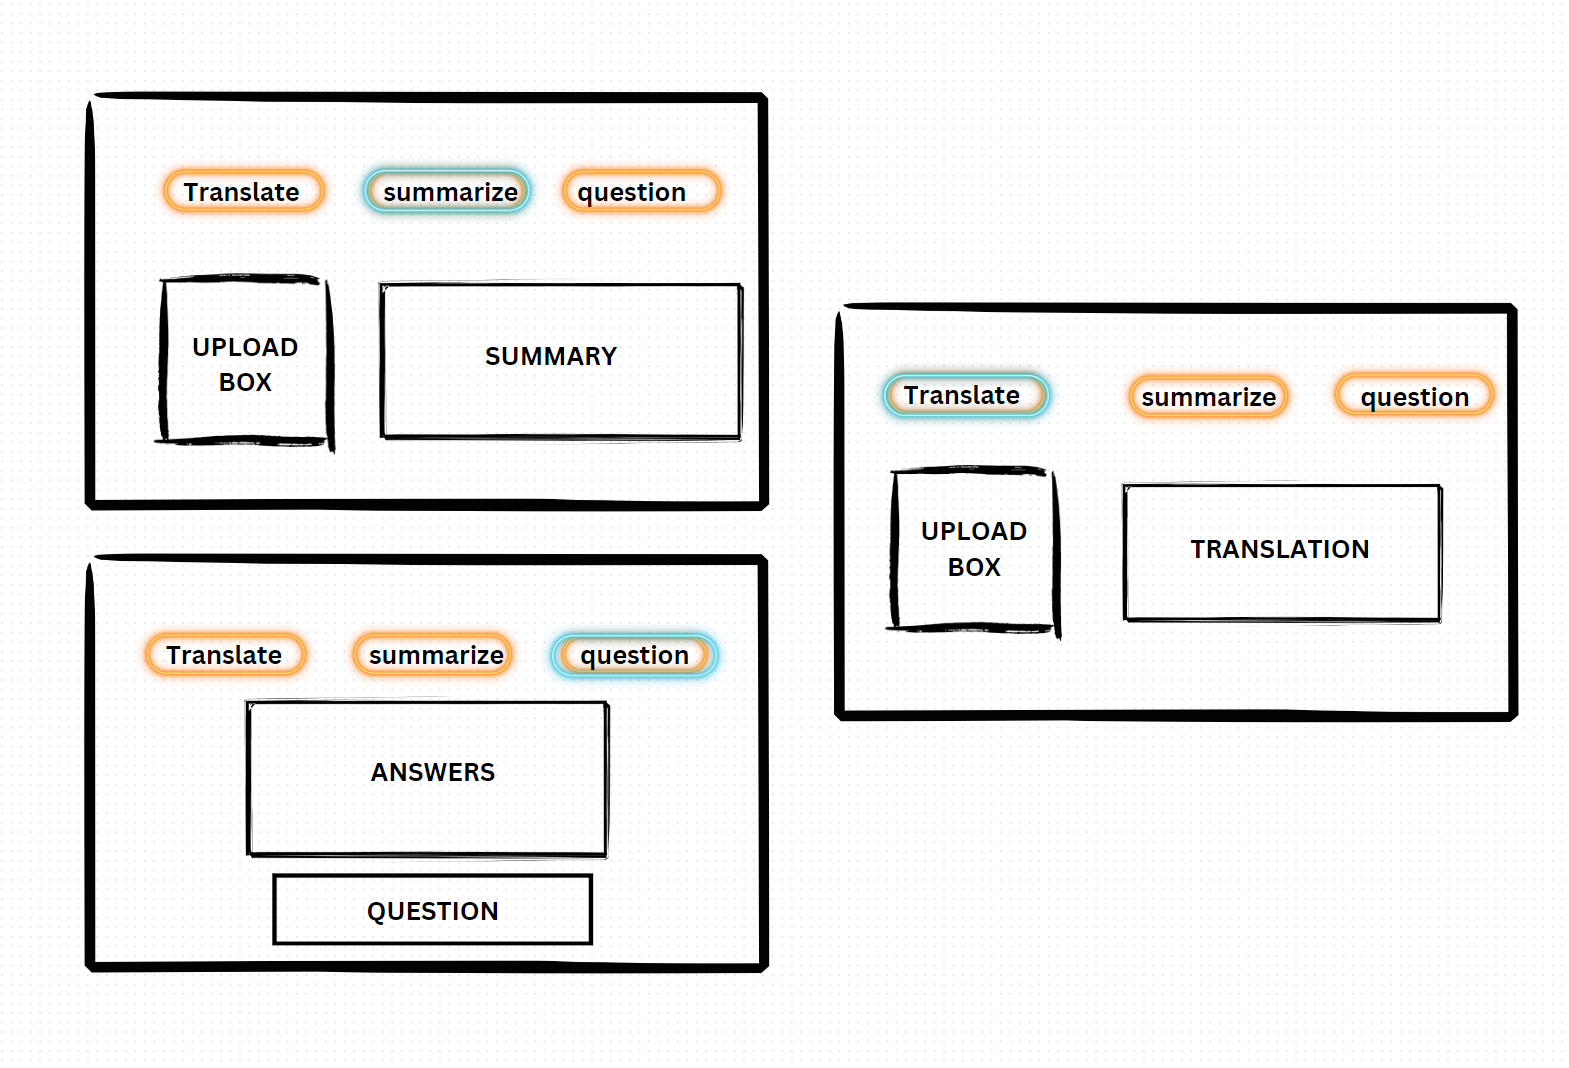 Translate
summarize
question
UPLOAD
BOX
SUMMARY
Translate
summarize
question
ANSWERS
QUESTION
Translate
summarize
question
UPLOAD
BOX
TRANSLATION